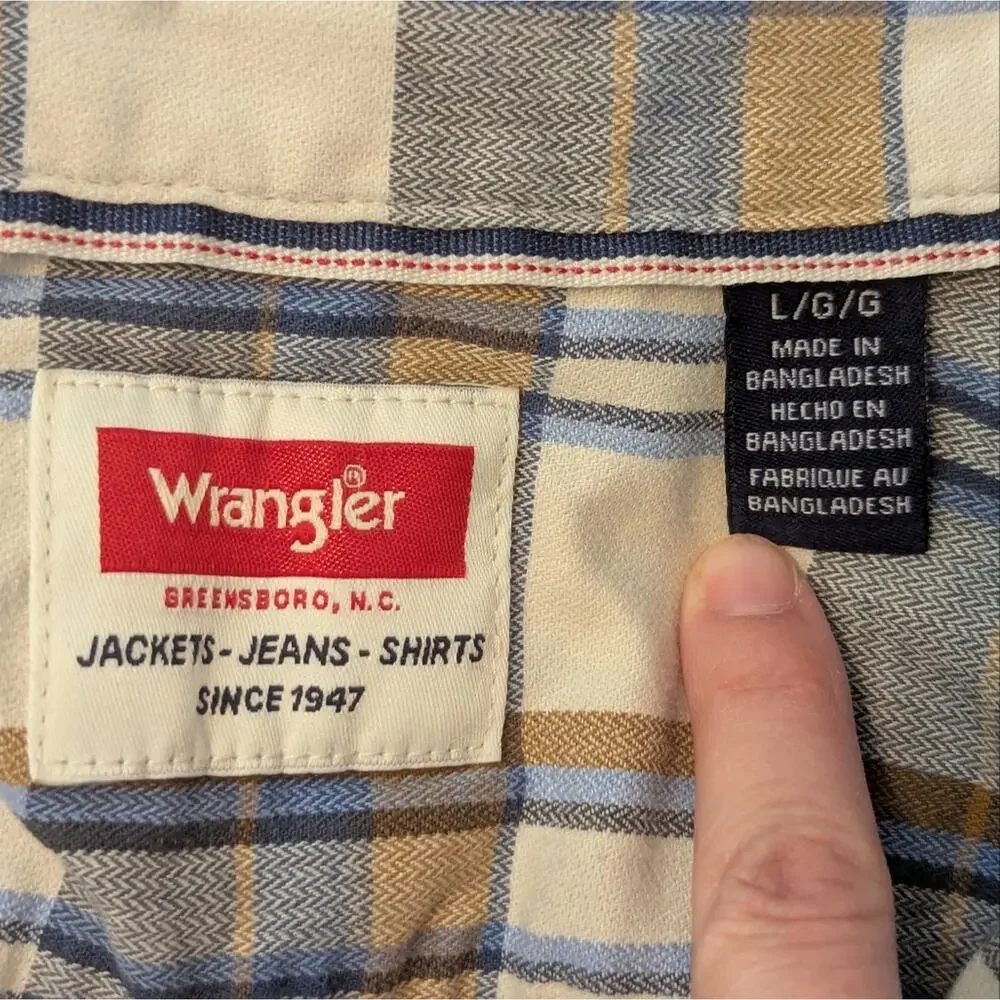 Wrangler®
GREENSBORO, N.C.
JACKETS - JEANS - SHIRTS
SINCE 1947
L/G/G
MADE IN
BANGLADESH
HECHO EN
BANGLADESH
FABRIQUE AU
BANGLADESH